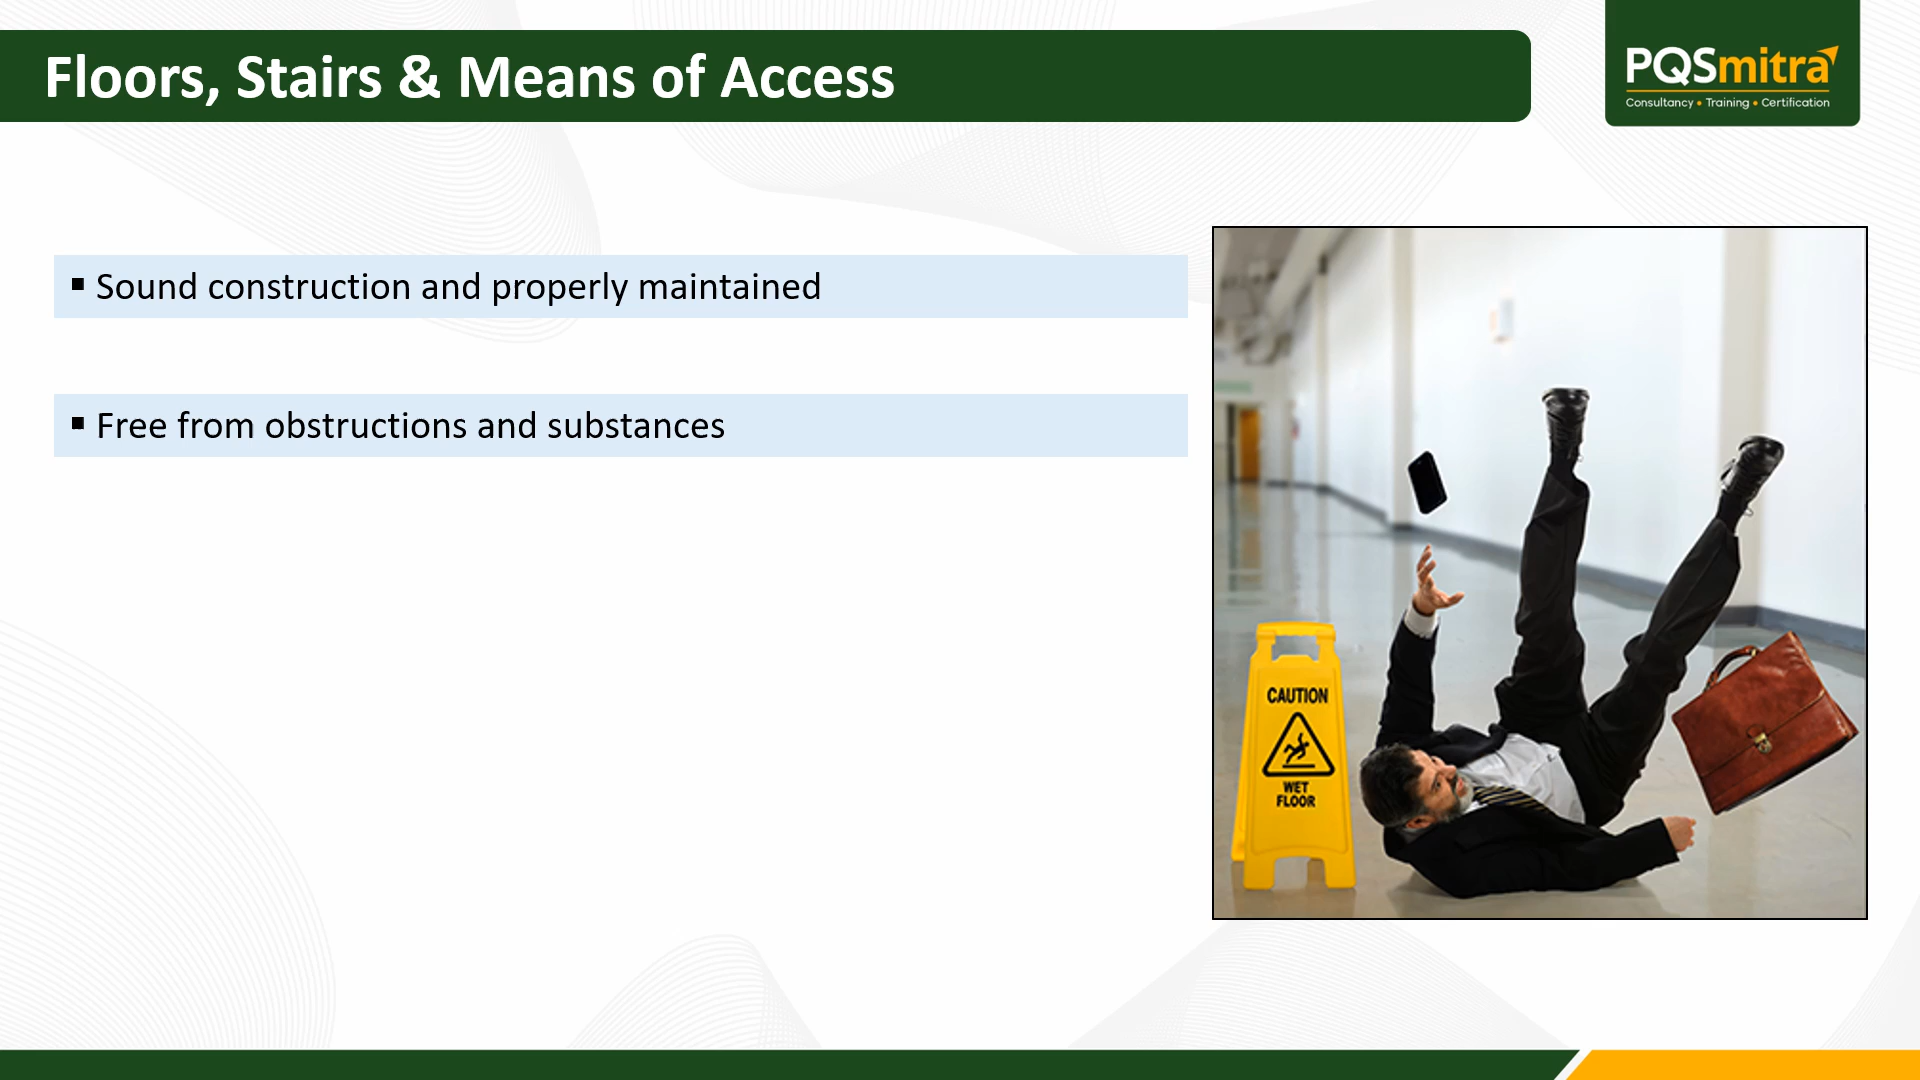 Floors, Stairs & Means of Access
PQSmitra
Consultancy • Training • Certification
▪ Sound construction and properly maintained
▪ Free from obstructions and substances
CAUTION
WET
FLOOR